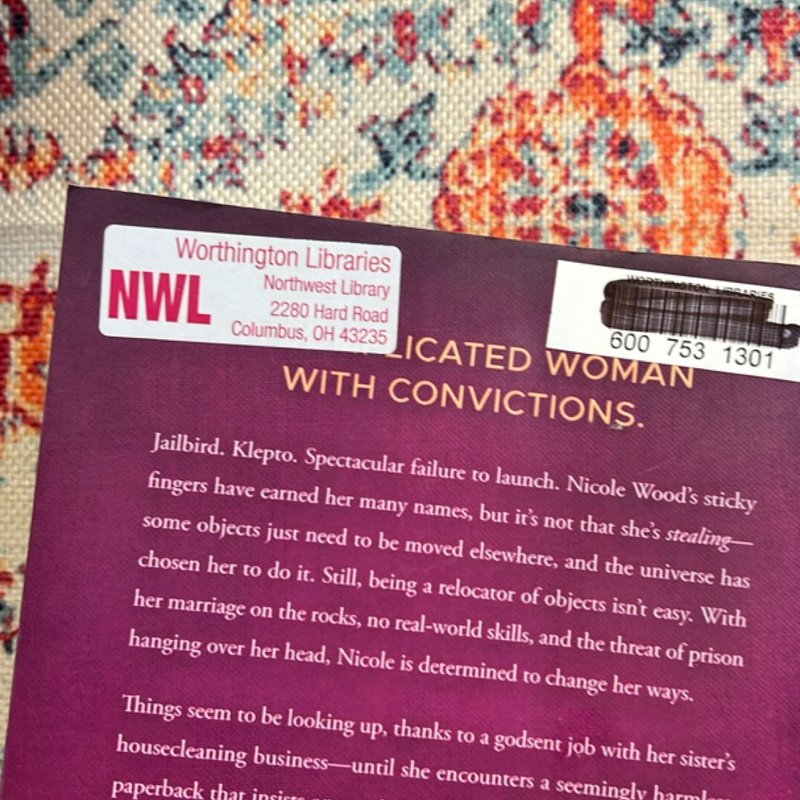 Worthington Libraries
NWL
Northwest Library
2280 Hard Road
Columbus, OH 43235
WORTHINGTON LIBRARIES
600 753 1301
LICATED WOMAN
WITH CONVICTIONS.
Jailbird. Klepto. Spectacular failure to launch. Nicole Wood's sticky
fingers have earned her many names, but it's not that she's stealing—
some objects just need to be moved elsewhere, and the universe has
chosen her to do it. Still, being a relocator of objects isn't easy. With
her marriage on the rocks, no real-world skills, and the threat of prison
hanging over her head, Nicole is determined to change her ways.
Things seem to be looking up, thanks to a godsent job with her sister's
housecleaning business—until she encounters a seemingly
paperback that